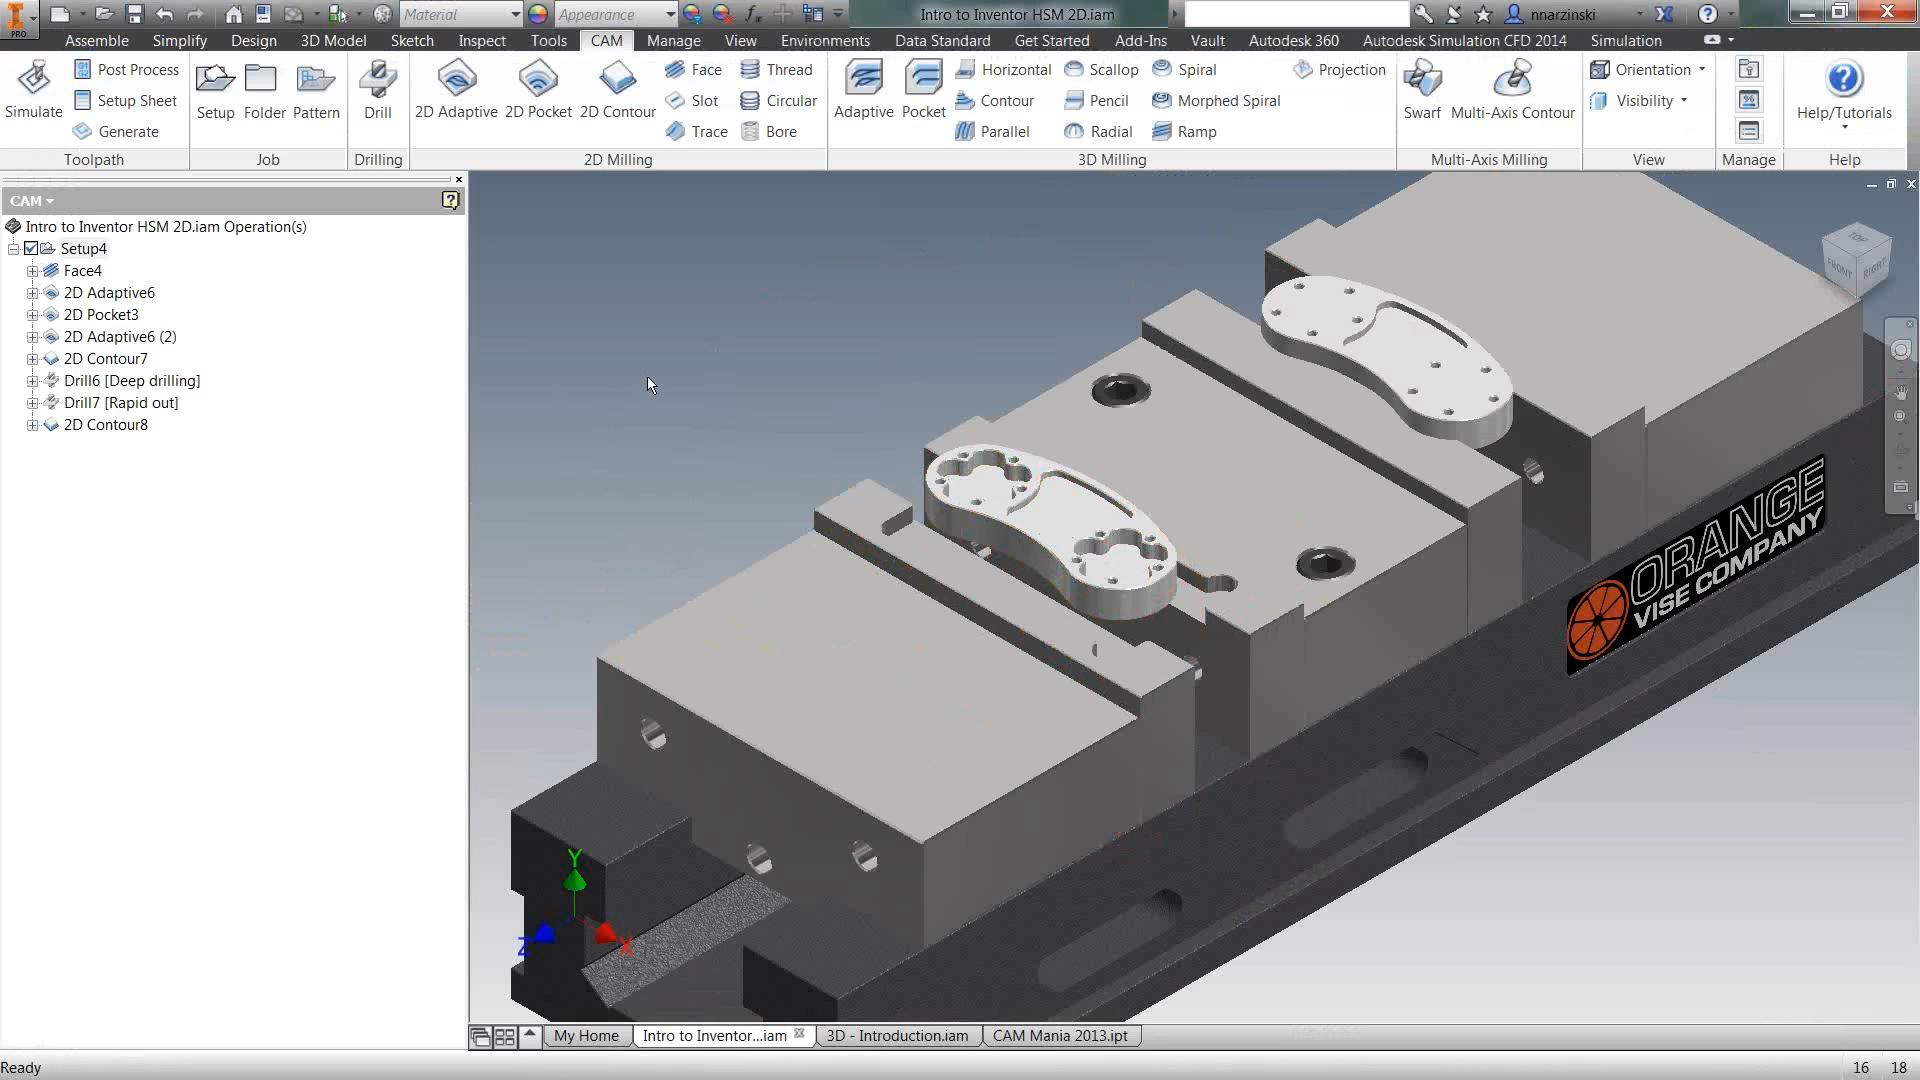 PRO
Material
Appearance
Intro to Inventor HSM 2D.iam
nnarzinski
Assemble Simplify Design 3D Model Sketch Inspect Tools CAM Manage View Environments Data Standard Get Started Add-Ins Vault Autodesk 360 Autodesk Simulation CFD 2014 Simulation
Simulate
Post Process
Setup Sheet
Generate
Toolpath
Setup Folder Pattern
Job
Drill
Drilling
2D Adaptive 2D Pocket 2D Contour
Face
Slot
Trace
Thread
Circular
Bore
2D Milling
Adaptive Pocket
Horizontal
Contour
Parallel
Scallop
Pencil
Radial
Spiral
Morphed Spiral
Ramp
Projection
3D Milling
Swarf Multi-Axis Contour
Multi-Axis Milling
Orientation
Visibility
View
Manage
Help/Tutorials
Help
CAM
Intro to Inventor HSM 2D.iam Operation(s)
Setup4
Face4
2D Adaptive6
2D Pocket3
2D Adaptive6 (2)
2D Contour7
Drill6 [Deep drilling]
Drill7 [Rapid out]
2D Contour8
TOP
FRONT
RIGHT
ORANGE
VISE COMPANY
Y
Z
X
My Home
Intro to Inventor...iam
3D - Introduction.iam
CAM Mania 2013.ipt
Ready
16 18